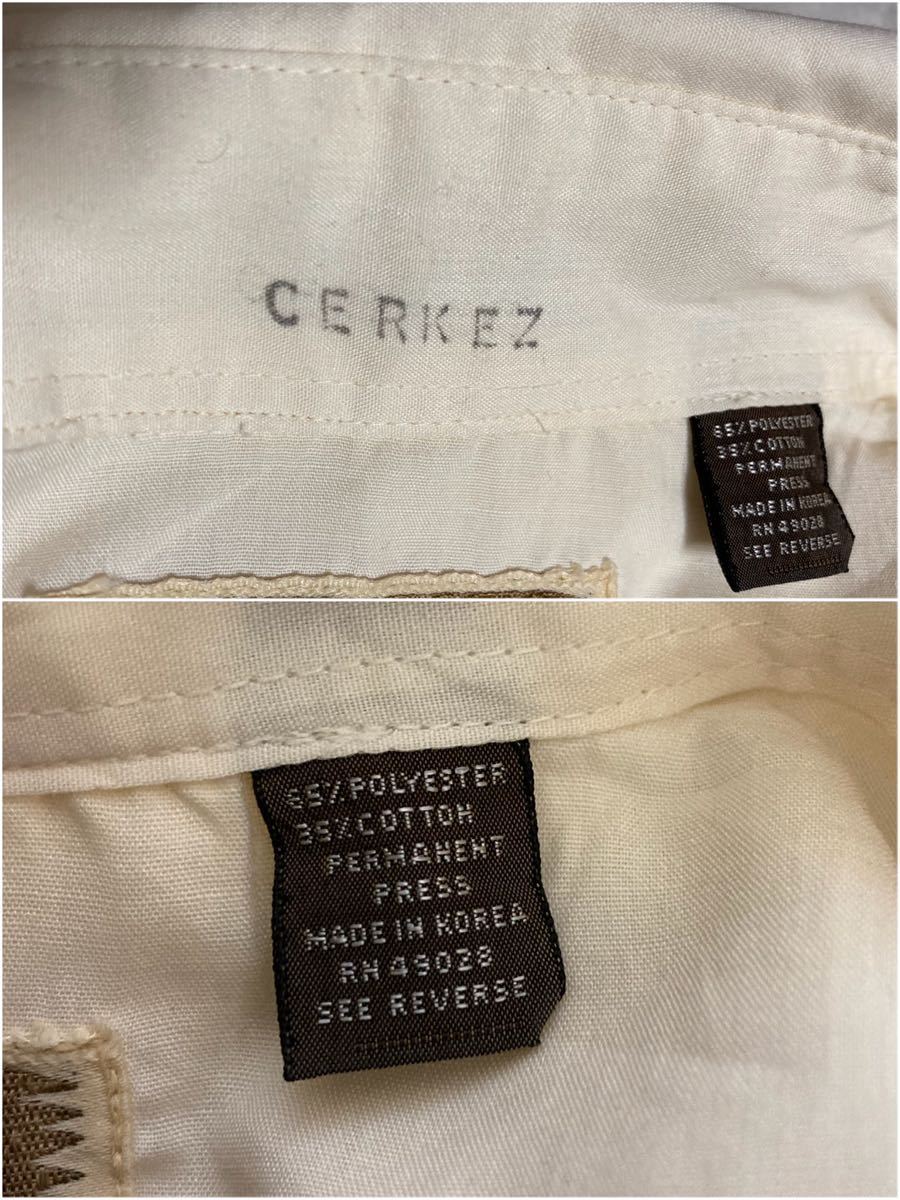 CERKEZ
65% POLYESTER
35% COTTON
PERMANENT
PRESS
MADE IN KOREA
RN 49028
SEE REVERSE
65% POLYESTER
35% COTTON
PERMANENT
PRESS
MADE IN KOREA
RN 49028
SEE REVERSE